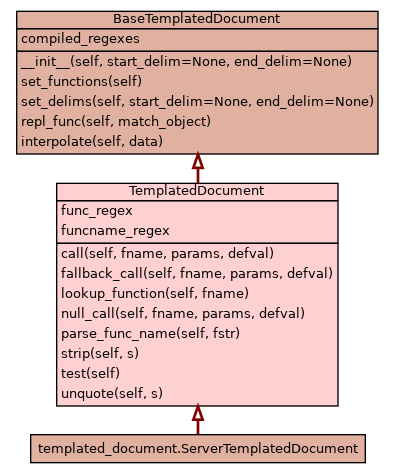 BaseTemplatedDocument
compiled_regexes
__init__(self, start_delim=None, end_delim=None)
set_functions(self)
set_delims(self, start_delim=None, end_delim=None)
repl_func(self, match_object)
interpolate(self, data)
TemplatedDocument
func_regex
funcname_regex
call(self, fname, params, defval)
fallback_call(self, fname, params, defval)
lookup_function(self, fname)
null_call(self, fname, params, defval)
parse_func_name(self, fstr)
strip(self, s)
test(self)
unquote(self, s)
templated_document.ServerTemplatedDocument